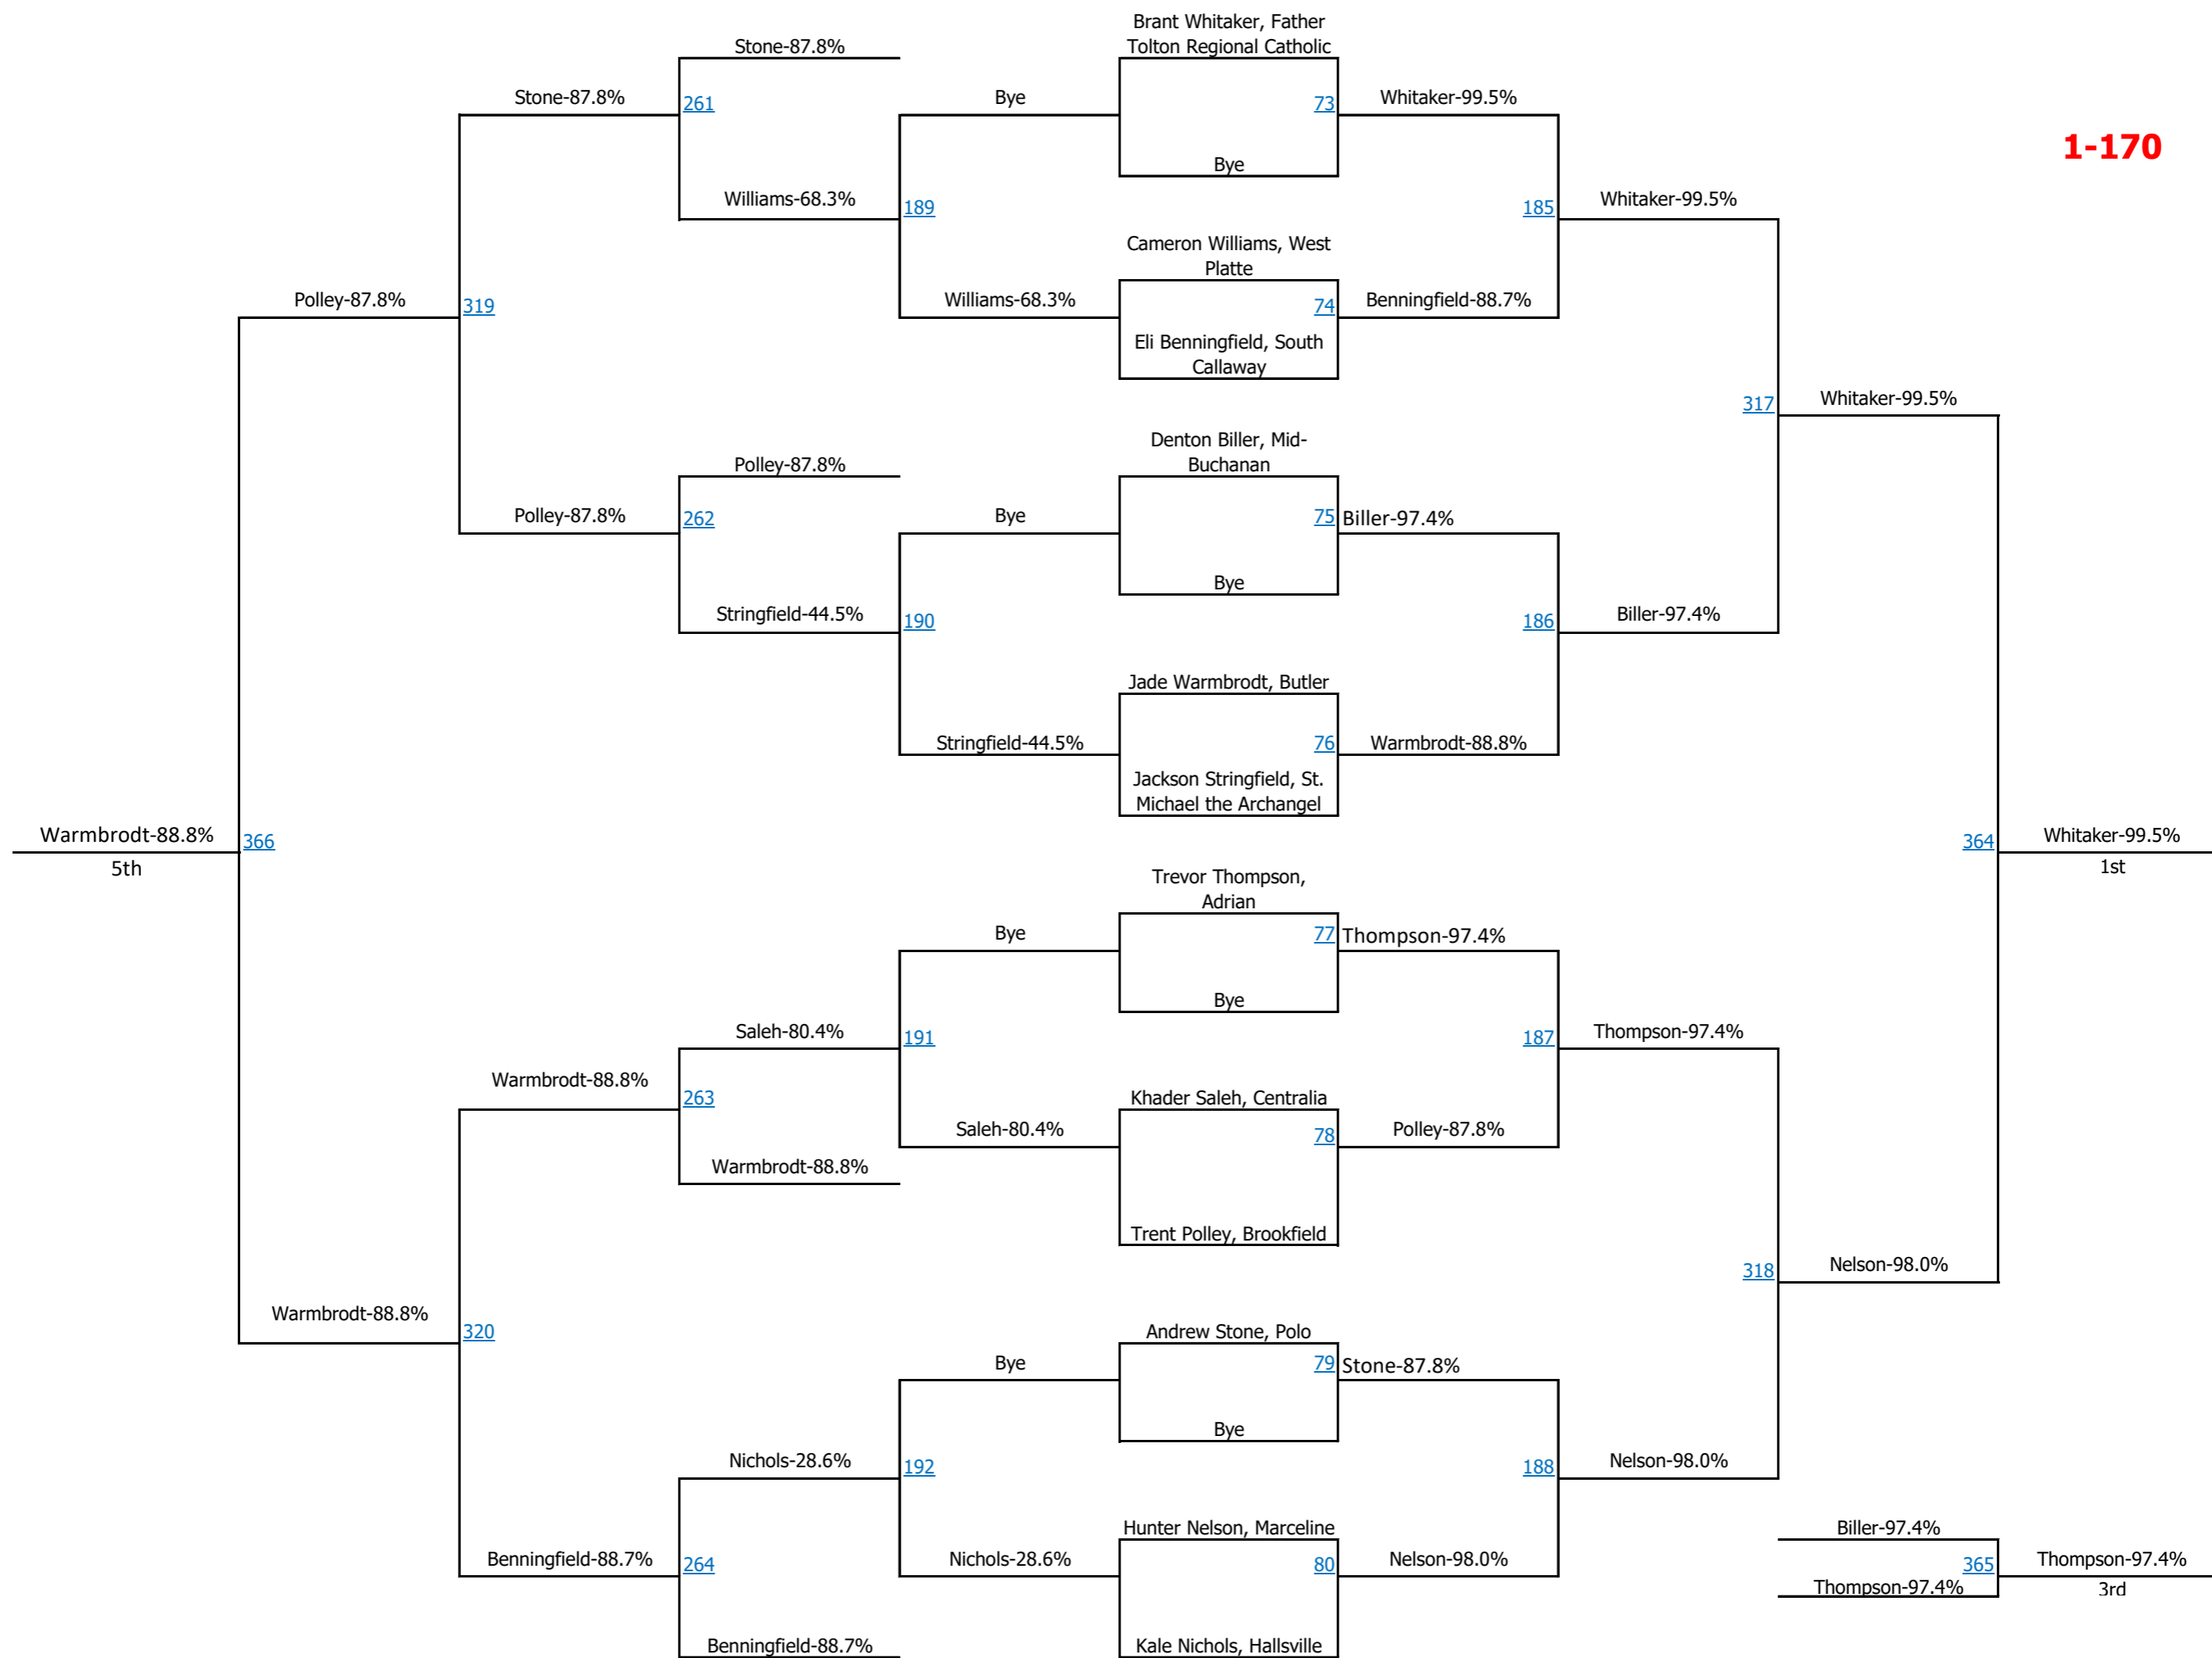 Brant Whitaker, Father
Tolton Regional Catholic
Stone-87.8%
Stone-87.8%
261
Bye
73
Whitaker-99.5%
1-170
Bye
Williams-68.3%
189
185
Whitaker-99.5%
Cameron Williams, West
Platte
Polley-87.8%
319
Williams-68.3%
74
Benningfield-88.7%
Eli Benningfield, South
Callaway
317
Whitaker-99.5%
Denton Biller, Mid-
Buchanan
Polley-87.8%
Polley-87.8%
262
Bye
75
Biller-97.4%
Bye
Stringfield-44.5%
190
186
Biller-97.4%
Jade Warmbrodt, Butler
Stringfield-44.5%
76
Warmbrodt-88.8%
Jackson Stringfield, St.
Michael the Archangel
Warmbrodt-88.8%
366
364
Whitaker-99.5%
5th
1st
Trevor Thompson,
Adrian
Bye
77
Thompson-97.4%
Bye
Saleh-80.4%
191
187
Thompson-97.4%
Warmbrodt-88.8%
263
Khader Saleh, Centralia
Saleh-80.4%
78
Polley-87.8%
Warmbrodt-88.8%
Trent Polley, Brookfield
318
Nelson-98.0%
Warmbrodt-88.8%
320
Andrew Stone, Polo
Bye
79
Stone-87.8%
Bye
Nichols-28.6%
192
188
Nelson-98.0%
Hunter Nelson, Marceline
Biller-97.4%
Benningfield-88.7%
264
Nichols-28.6%
80
Nelson-98.0%
365
Thompson-97.4%
Thompson-97.4%
3rd
Benningfield-88.7%
Kale Nichols, Hallsville